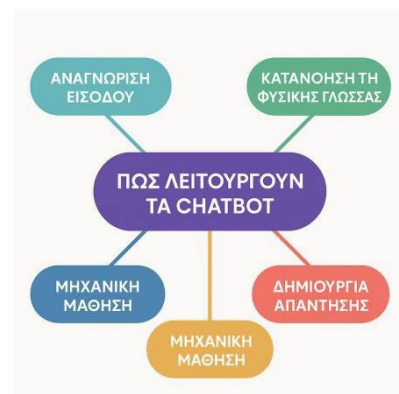 ΑΝΑΓΝΩΡΙΣΗ
ΕΙΣΟΔΟΥ
ΚΑΤΑΝΟΗΣΗ ΤΗ
ΦΥΣΙΚΗΣ ΓΛΩΣΣΑΣ
ΠΩΣ ΛΕΙΤΟΥΡΓΟΥΝ
ΤΑ CHATBOT
ΜΗΧΑΝΙΚΗ
ΜΑΘΗΣΗ
ΔΗΜΙΟΥΡΓΙΑ
ΑΠΑΝΤΗΣΗΣ
ΜΗΧΑΝΙΚΗ
ΜΑΘΗΣΗ